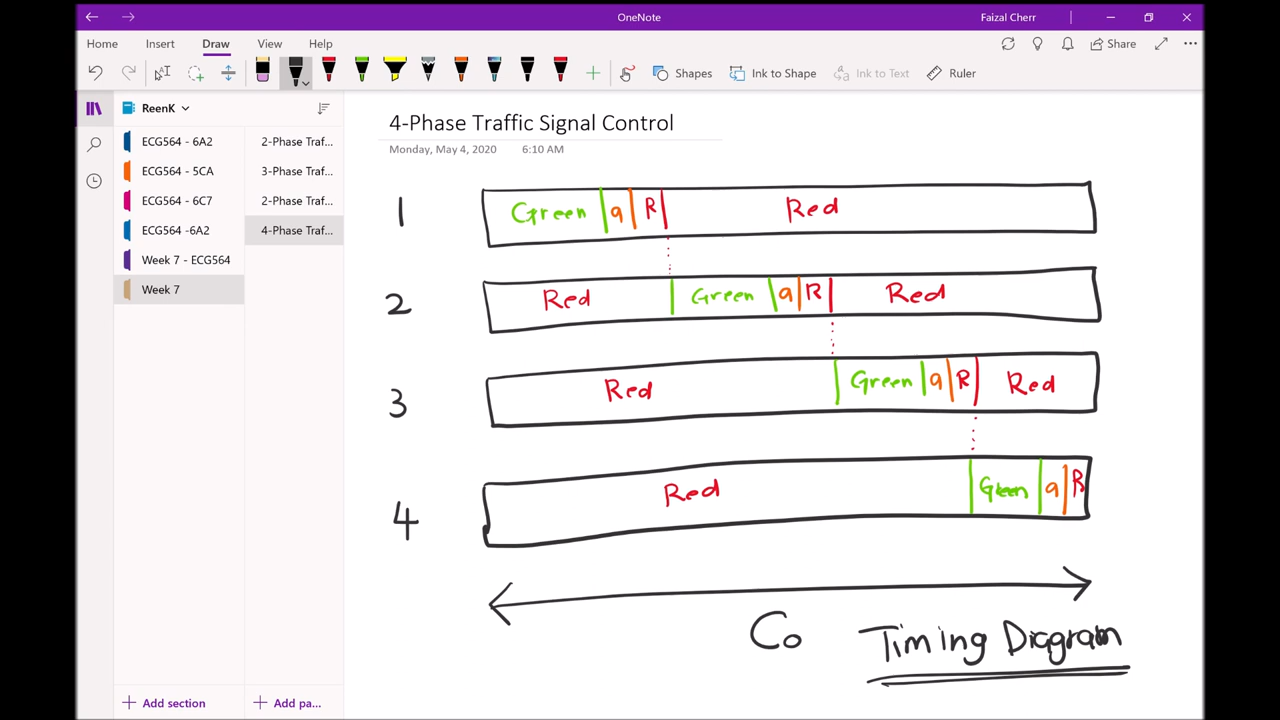 OneNote
Faizal Cherr
Home Insert Draw View Help
Share
Shapes Ink to Shape Ink to Text Ruler
ReenK
ECG564 - 6A2
ECG564 - 5CA
ECG564 - 6C7
ECG564 -6A2
Week 7 - ECG564
Week 7
2-Phase Traf...
3-Phase Traf...
2-Phase Traf...
4-Phase Traf...
4-Phase Traffic Signal Control
Monday, May 4, 2020 6:10 AM
1 Green a R Red
2 Red Green a R Red
3 Red Green a R Red
4 Red Green a R
Co
Timing Diagram
Add section
Add pa...